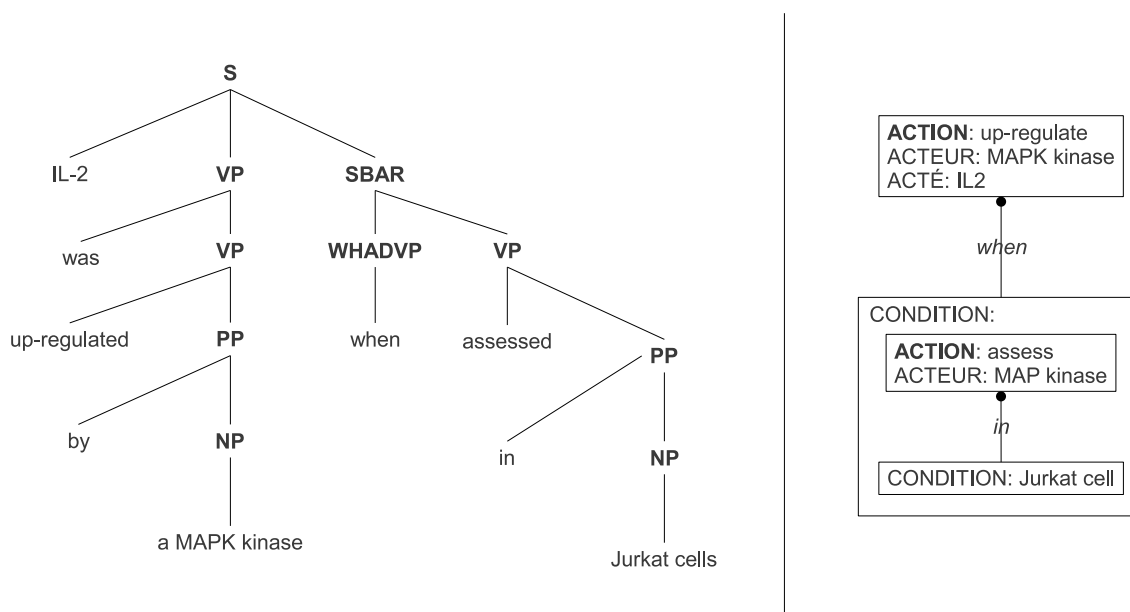 S
IL-2 VP SBAR
was VP WHADVP VP
up-regulated PP when assessed PP
by NP in NP
a MAPK kinase Jurkat cells
ACTION: up-regulate
ACTEUR: MAPK kinase
ACTÉ: IL2
when
CONDITION:
ACTION: assess
ACTEUR: MAP kinase
in
CONDITION: Jurkat cell